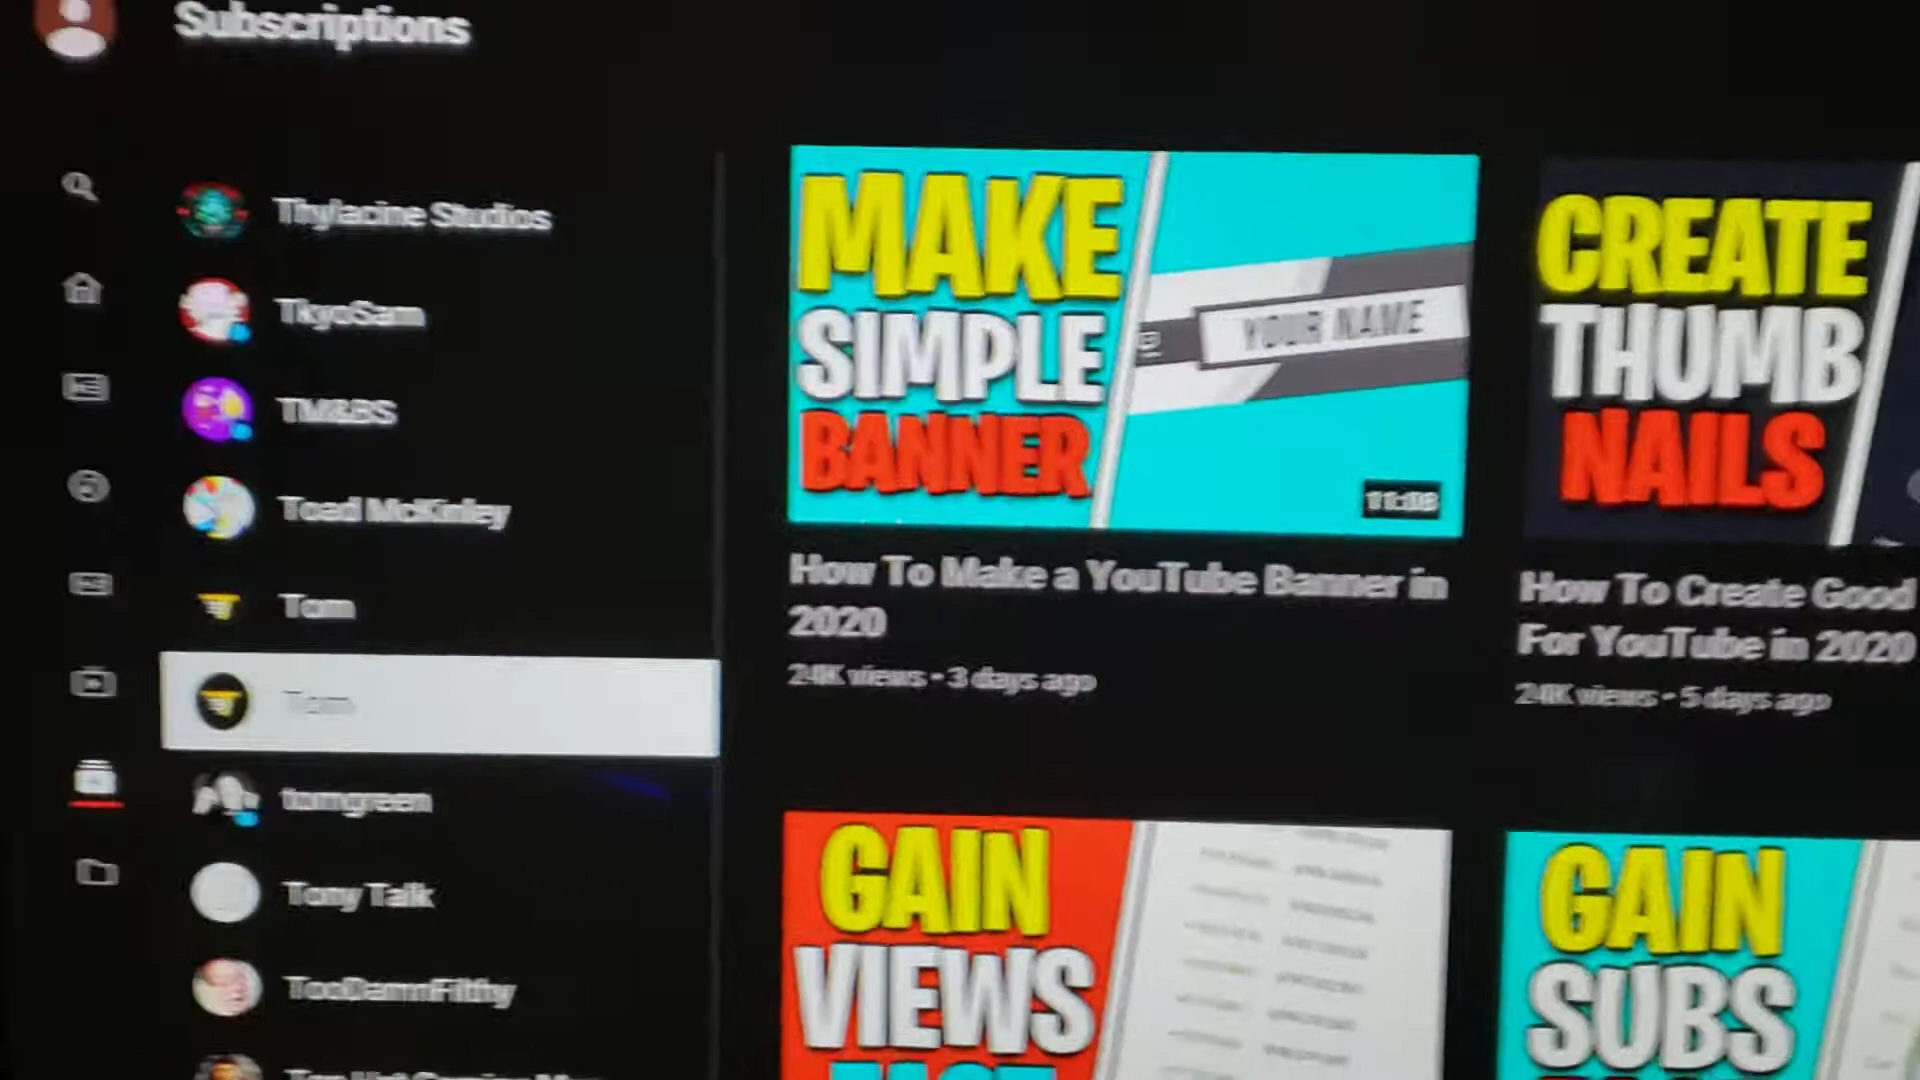 Subscriptions
Thylacine Studios
TkyoSam
TM&BS
Toad McKinley
Tom
Tom
tomgreen
Tony Talk
TooDamnFilthy
MAKE
SIMPLE
BANNER
YOUR NAME
11:08
How To Make a YouTube Banner in
2020
24K views • 3 days ago
CREATE
THUMB
NAILS
How To Create Good
For YouTube in 2020
24K views • 5 days ago
GAIN
VIEWS
GAIN
SUBS